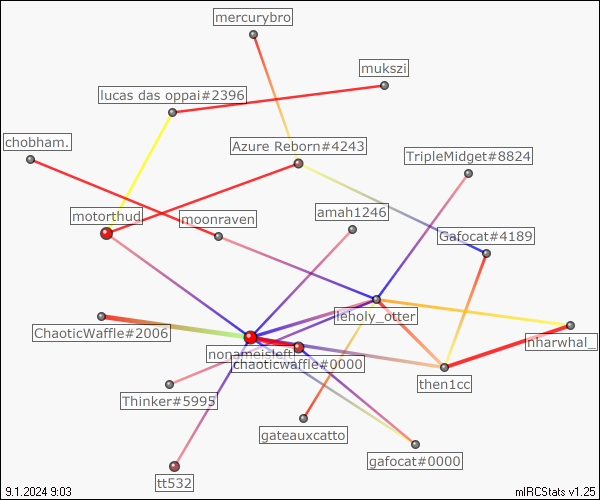 mercurybro
mukszi
lucas das oppai#2396
chobham.
Azure Reborn#4243
TripleMidget#8824
motorthud
moonraven
amah1246
Gafocat#4189
leholy_otter
ChaoticWaffle#2006
nharwhal_
nonameisleft
chaoticwaffle#0000
then1cc
Thinker#5995
gateauxcatto
gafocat#0000
tt532
9.1.2024 9:03
mIRCStats v1.25